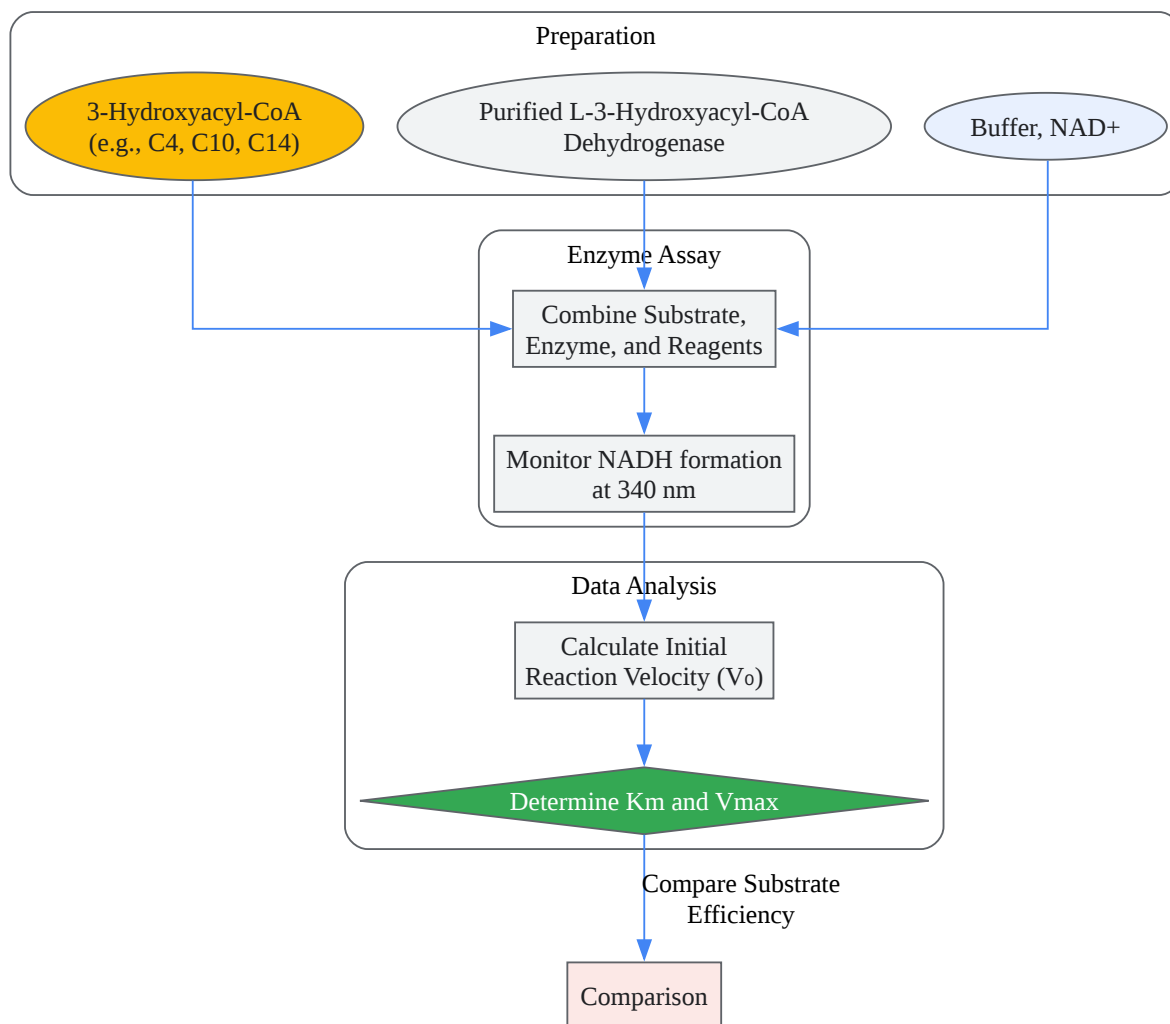 Preparation
3-Hydroxyacyl-CoA
(e.g., C4, C10, C14)
Purified L-3-Hydroxyacyl-CoA
Dehydrogenase
Buffer, NAD+
Enzyme Assay
Combine Substrate,
Enzyme, and Reagents
Monitor NADH formation
at 340 nm
Data Analysis
Calculate Initial
Reaction Velocity (V₀)
Determine Km and Vmax
Compare Substrate
Efficiency
Comparison